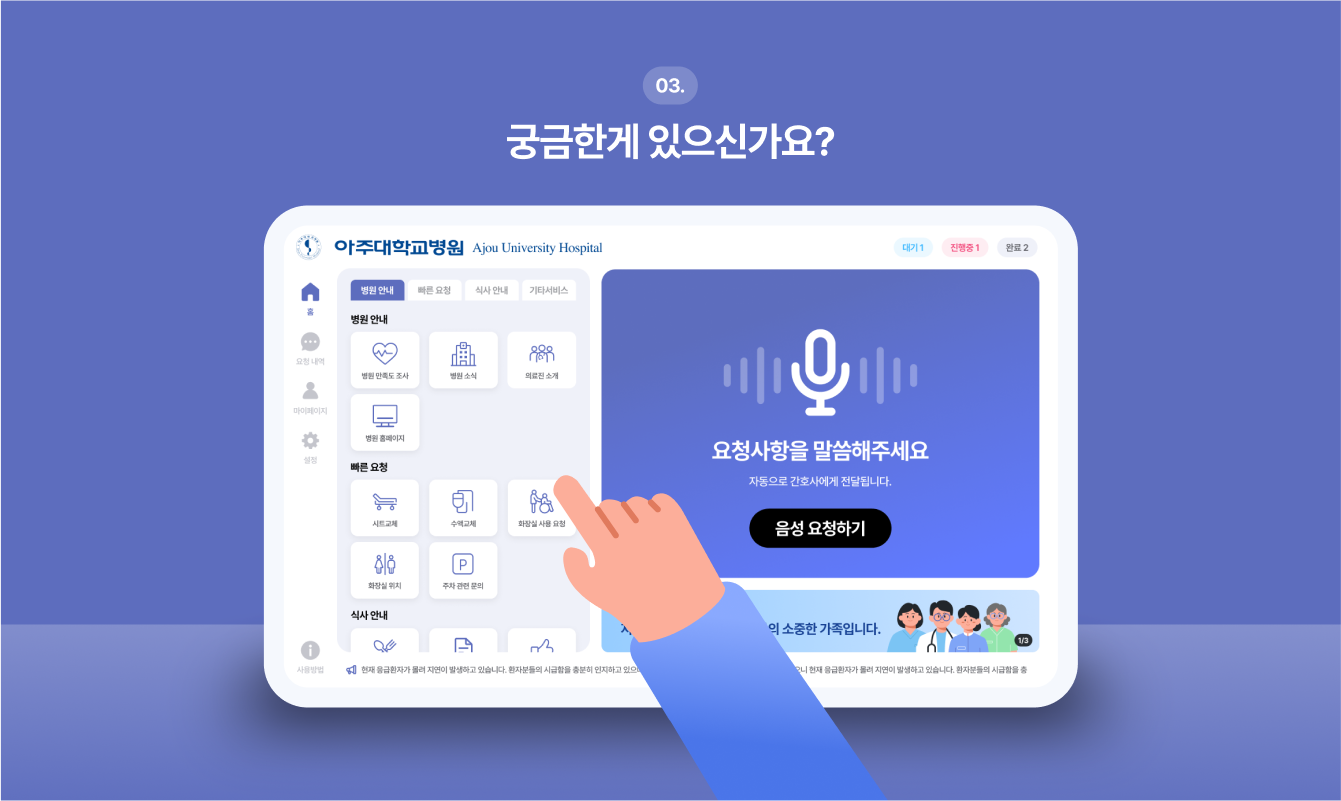 03.
궁금한게 있으신가요?
아주대학교병원 Ajou University Hospital
대기 1 진행중 1 완료 2
홈
요청 내역
마이페이지
설정
사용방법
병원 안내 빠른 요청 식사 안내 기타서비스
병원 안내
병원 만족도 조사 병원 소식 의료진 소개
병원 홈페이지
빠른 요청
시트교체 수액교체 화장실 사용 요청
화장실 위치 주차 관련 문의
P
식사 안내
요청사항을 말씀해주세요
자동으로 간호사에게 전달됩니다.
음성 요청하기
의 소중한 가족입니다.
1/3
현재 응급환자가 몰려 지연이 발생하고 있습니다. 환자분들의 시급함을 충분히 인지하고 있으니 현재 응급환자가 몰려 지연이 발생하고 있습니다. 환자분들의 시급함을 충